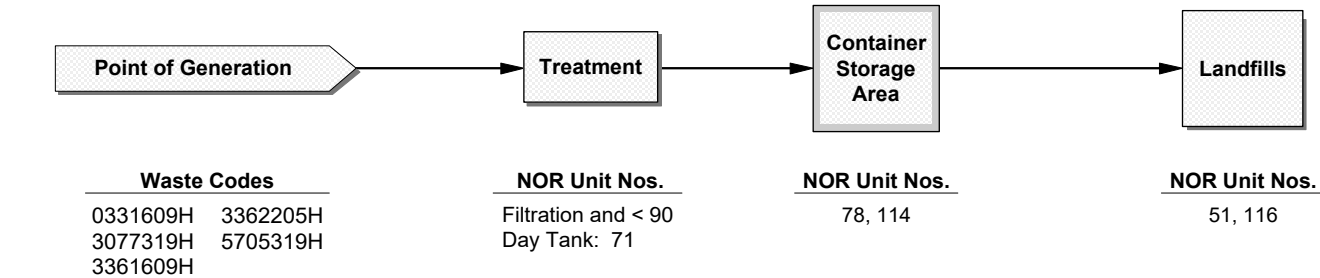 Point of Generation
Treatment
Container
Storage
Area
Landfills
Waste Codes
0331609H 3362205H
3077319H 5705319H
3361609H
NOR Unit Nos.
Filtration and < 90
Day Tank: 71
NOR Unit Nos.
78, 114
NOR Unit Nos.
51, 116